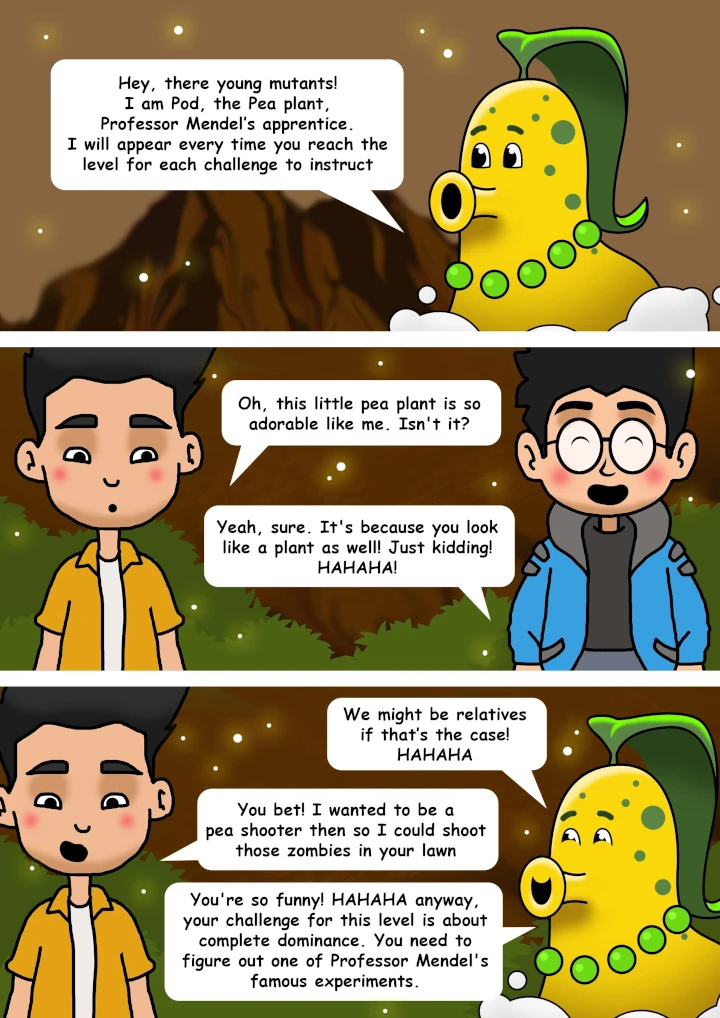 Hey, there young mutants!
I am Pod, the Pea plant,
Professor Mendel's apprentice.
I will appear every time you reach the
level for each challenge to instruct
Oh, this little pea plant is so
adorable like me. Isn't it?
Yeah, sure. It's because you look
like a plant as well! Just kidding!
HAHAHA!
We might be relatives
if that's the case!
HAHAHA
You bet! I wanted to be a
pea shooter then so I could shoot
those zombies in your lawn
You're so funny! HAHAHA anyway,
your challenge for this level is about
complete dominance. You need to
figure out one of Professor Mendel's
famous experiments.